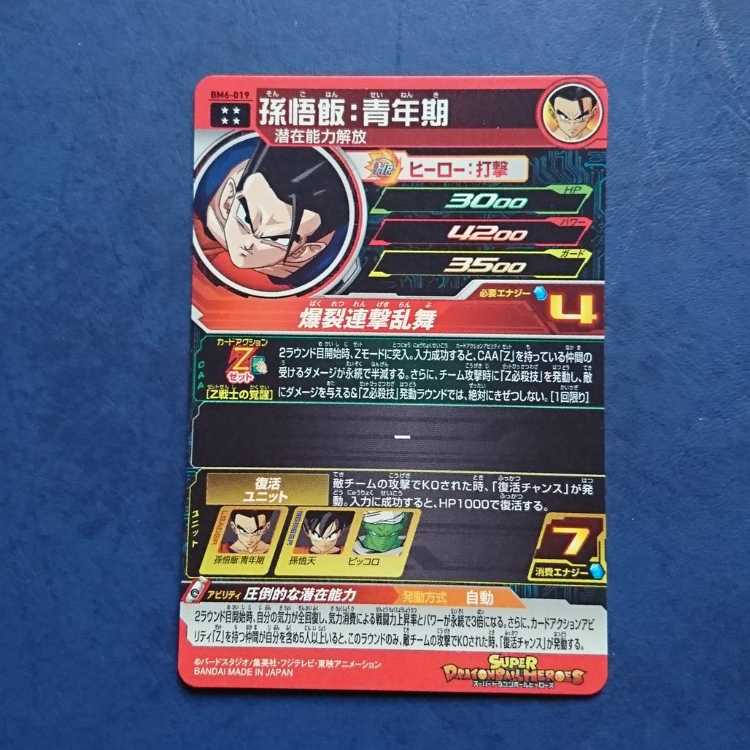 BM6-019
孫悟飯:青年期
潜在能力解放
ヒーロー:打撃
HP
3000
パワー
4200
ガード
3500
必要エナジー
4
爆裂連撃乱舞
カードアクション
Z
セット
CAA
[Z戦士の覚醒]
2ラウンド目開始時、Zモードに突入。入力成功すると、CAA「Z」を持っている仲間の
受けるダメージが永続で半減する。さらに、チーム攻撃時に「Z必殺技」を発動し、敵
にダメージを与える&「Z必殺技」発動ラウンドでは、絶対にきぜつしない。[1回限り]
ー
ユニット
復活
ユニット
敵チームの攻撃でKOされた時、「復活チャンス」が発
動。入力に成功すると、HP1000で復活する。
孫悟飯:青年期
孫悟天
ピッコロ
7
消費エナジー
アビリティ 圧倒的な潜在能力
発動方式 自動
2ラウンド目開始時、自分の気力が全回復し、気力消費による戦闘力上昇率とパワーが永続で3倍になる。さらに、カードアクションアビ
リティ「Z」を持つ仲間が自分を含め5人以上いると、このラウンドのみ、敵チームの攻撃でKOされた時、「復活チャンス」が発動する。
©バードスタジオ/集英社・フジテレビ・東映アニメーション
BANDAI MADE IN JAPAN
SUPER
DRAGONBALL HEROES
スーパードラゴンボールヒーローズ